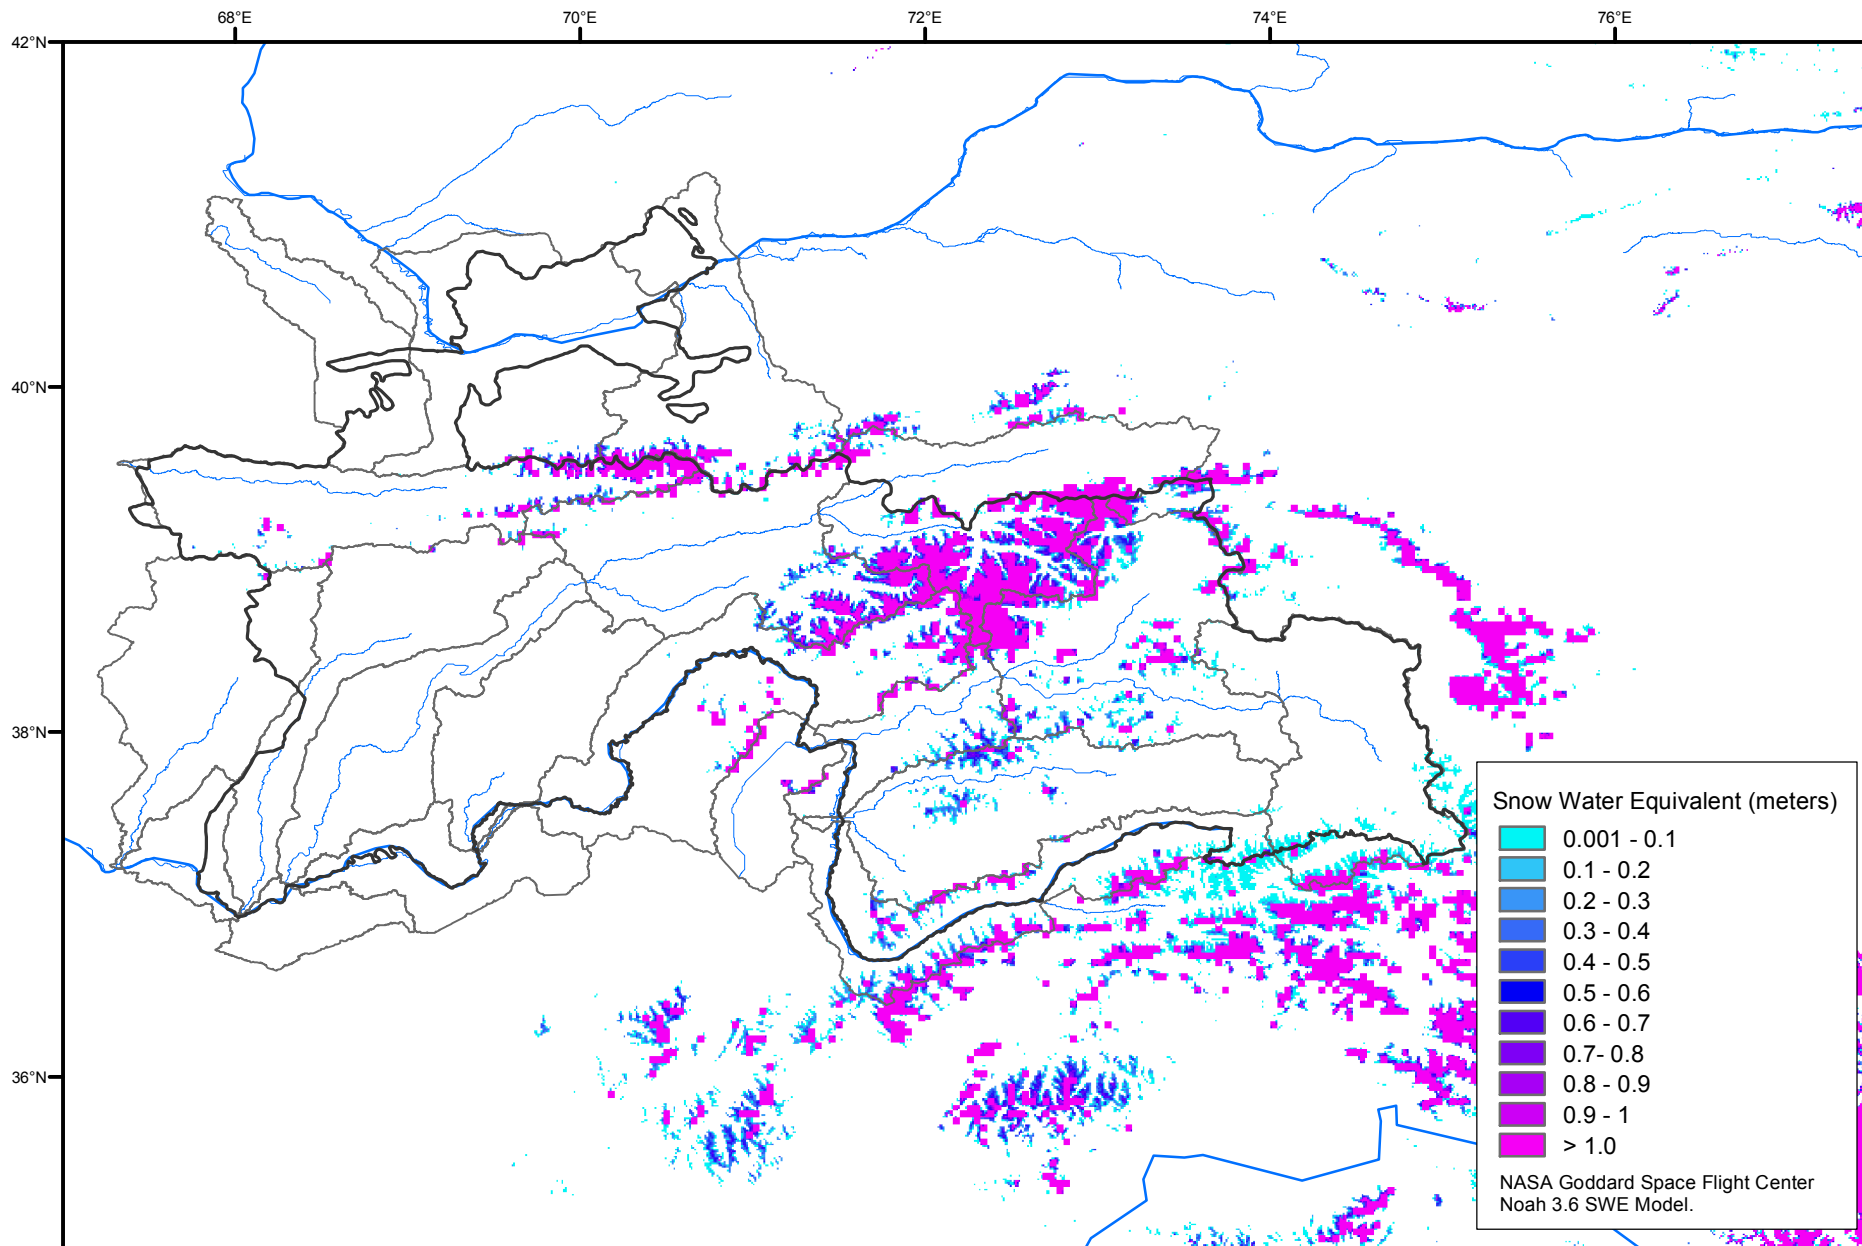 68°E
70°E
72°E
74°E
76°E
42°N
40°N
38°N
36°N
Snow Water Equivalent (meters)
0.001 - 0.1
0.1 - 0.2
0.2 - 0.3
0.3 - 0.4
0.4 - 0.5
0.5 - 0.6
0.6 - 0.7
0.7- 0.8
0.8 - 0.9
0.9 - 1
> 1.0
NASA Goddard Space Flight Center
Noah 3.6 SWE Model.